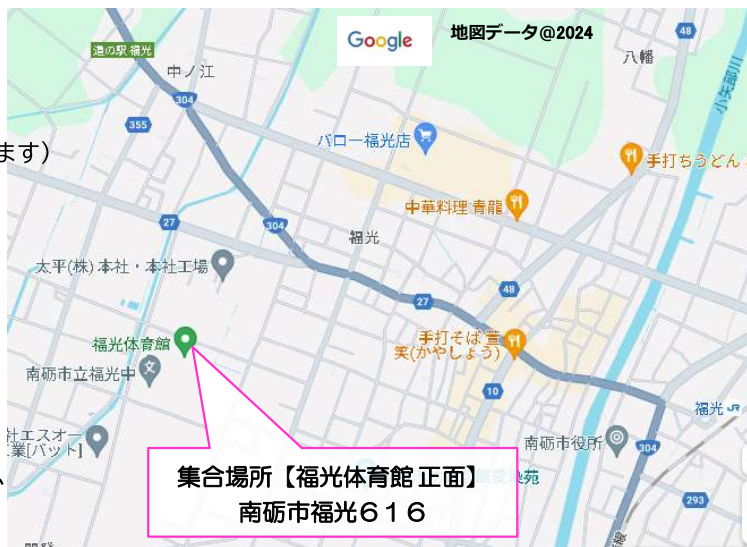 Google
地図データ@2024
道の駅 福光
48
八幡
小矢部川
中ノ江
304
355
ます)
バロー福光店
手打ちうどん
中華料理 青龍
27
304
福光
太平(株)本社・本社工場
48
27
手打そば 萱
笑(かやしょう)
福光体育館
南砺市立福光中
10
福光 JR
社エスオー
業[バット]
南砺市役所
304
集合場所【福光体育館 正面】
南砺市福光616
293